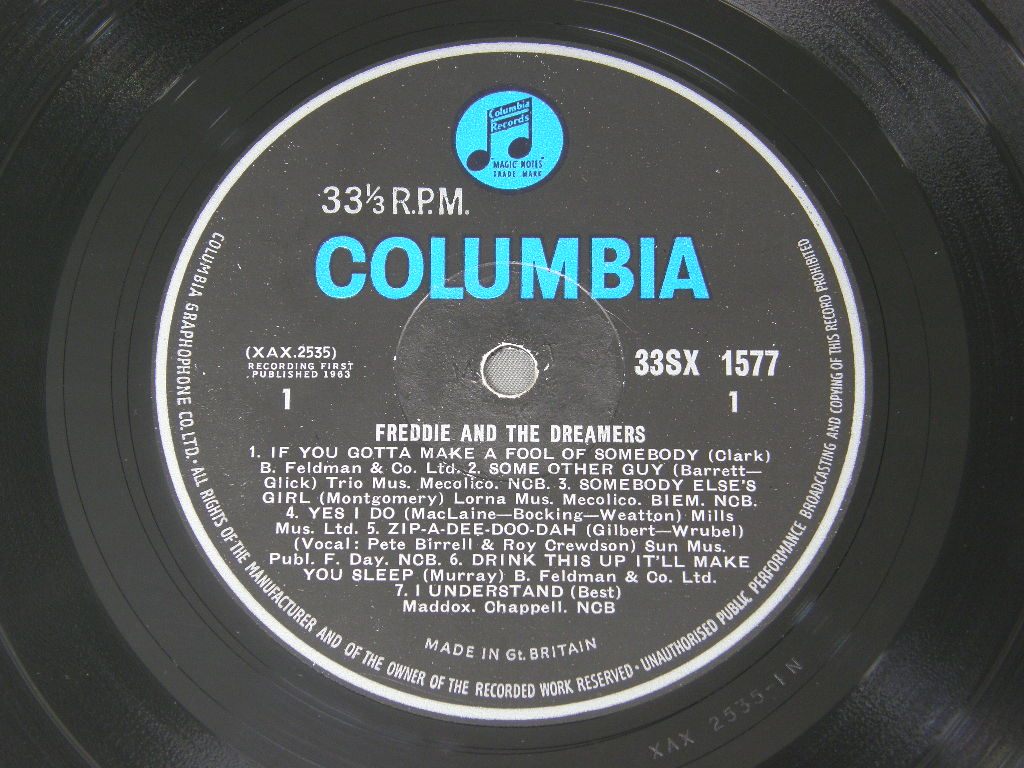 Columbia
Records
"MAGIC NOTES"
TRADE MARK
33⅓ R.P.M.
COLUMBIA
(XAX.2535)
RECORDING FIRST
PUBLISHED 1963
1
33SX 1577
1
FREDDIE AND THE DREAMERS
1. IF YOU GOTTA MAKE A FOOL OF SOMEBODY (Clark)
B. Feldman & Co. Ltd. 2. SOME OTHER GUY (Barrett—
Glick) Trio Mus. Mecolico. NCB. 3. SOMEBODY ELSE'S
GIRL (Montgomery) Lorna Mus. Mecolico. BIEM. NCB.
4. YES I DO (MacLaine—Bocking—Weatton) Mills
Mus. Ltd. 5. ZIP-A-DEE-DOO-DAH (Gilbert—Wrubel)
(Vocal: Pete Birrell & Roy Crewdson) Sun Mus.
Publ. F. Day. NCB. 6. DRINK THIS UP IT'LL MAKE
YOU SLEEP (Murray) B. Feldman & Co. Ltd.
7. I UNDERSTAND (Best)
Maddox. Chappell. NCB
MADE IN Gt. BRITAIN
COLUMBIA GRAPHOPHONE CO. LTD. · ALL RIGHTS OF THE MANUFACTURER AND OF THE OWNER OF THE RECORDED WORK RESERVED · UNAUTHORISED PUBLIC PERFORMANCE BROADCASTING AND COPYING OF THIS RECORD PROHIBITED
XAX 2535-1 N